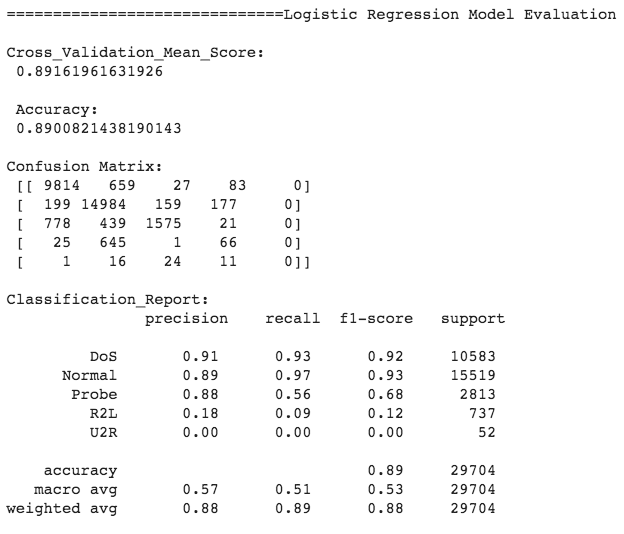 ==============================Logistic Regression Model Evaluation
Cross_Validation_Mean_Score:
0.89161961631926
Accuracy:
0.8900821438190143
Confusion Matrix:
[[ 9814 659 27 83 0]
[ 199 14984 159 177 0]
[ 778 439 1575 21 0]
[ 25 645 1 66 0]
[ 1 16 24 11 0]]
Classification_Report:
precision recall f1-score support
DoS 0.91 0.93 0.92 10583
Normal 0.89 0.97 0.93 15519
Probe 0.88 0.56 0.68 2813
R2L 0.18 0.09 0.12 737
U2R 0.00 0.00 0.00 52
accuracy 0.89 29704
macro avg 0.57 0.51 0.53 29704
weighted avg 0.88 0.89 0.88 29704